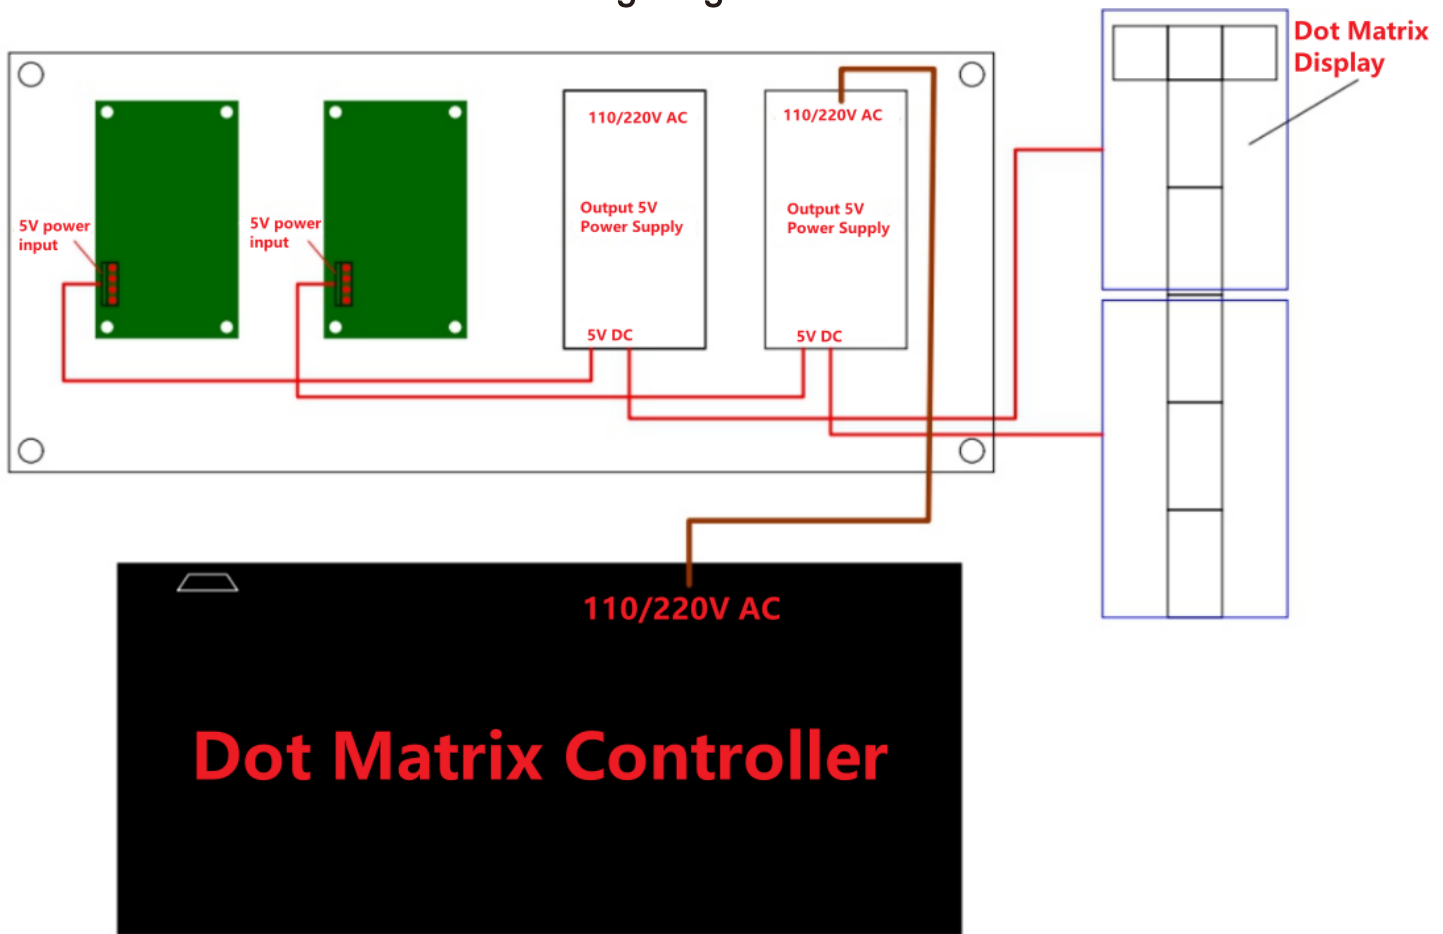 Dot Matrix
Display
110/220V AC
110/220V AC
Output 5V
Power Supply
Output 5V
Power Supply
5V power
input
5V power
input
5V DC
5V DC
110/220V AC
Dot Matrix Controller